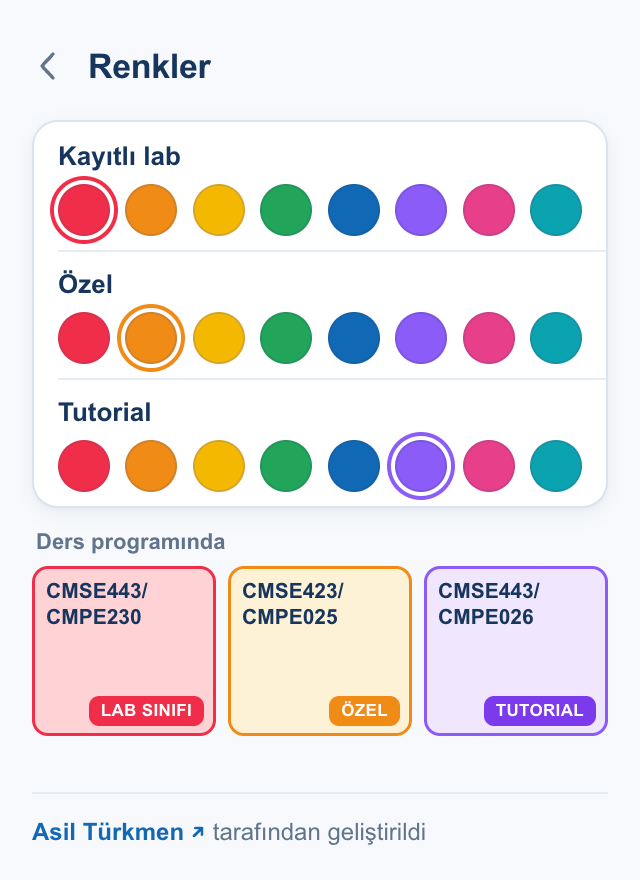 Renkler
Kayıtlı lab
Özel
Tutorial
Ders programında
CMSE443/
CMPE230
LAB SINIFI
CMSE423/
CMPE025
ÖZEL
CMSE443/
CMPE026
TUTORIAL
Asil Türkmen ↗ tarafından geliştirildi